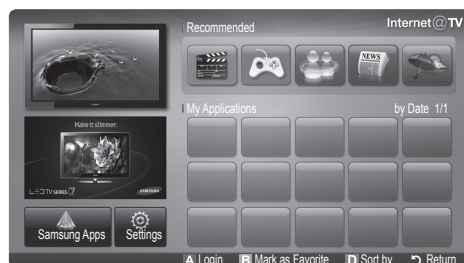 Internet@TV
Recommended
NEWS
My Applications by Date 1/1
Make it slimmer.
LED TV SERIES 7 SAMSUNG
Samsung Apps Settings
A Login B Mark as Favorite D Sort by Return